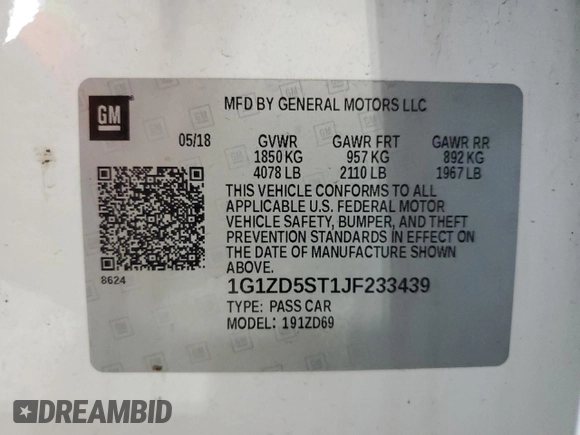 MFD BY GENERAL MOTORS LLC
GM
05/18 GVWR GAWR FRT GAWR RR
1850 KG 957 KG 892 KG
4078 LB 2110 LB 1967 LB
THIS VEHICLE CONFORMS TO ALL
APPLICABLE U.S. FEDERAL MOTOR
VEHICLE SAFETY, BUMPER, AND THEFT
PREVENTION STANDARDS IN EFFECT ON
THE DATE OF MANUFACTURE SHOWN
ABOVE.
8624
1G1ZD5ST1JF233439
TYPE: PASS CAR
MODEL: 191ZD69
DREAMBID